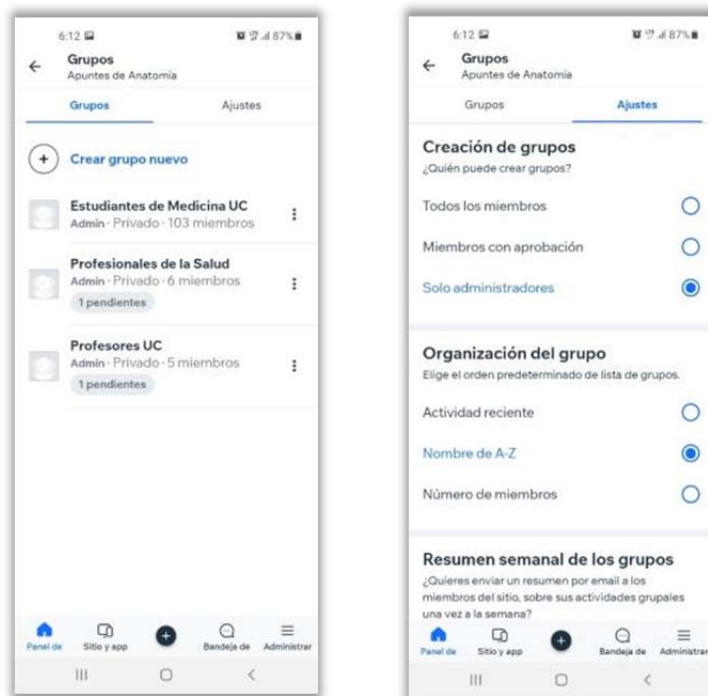 6:12
87%
Grupos
Apuntes de Anatomía
Grupos
Ajustes
+
Crear grupo nuevo
Estudiantes de Medicina UC
Admin · Privado · 103 miembros
Profesionales de la Salud
Admin · Privado · 6 miembros
1 pendientes
Profesores UC
Admin · Privado · 5 miembros
1 pendientes
Panel de
Sitio y app
Bandeja de
Administrar
6:12
87%
Grupos
Apuntes de Anatomía
Grupos
Ajustes
Creación de grupos
¿Quién puede crear grupos?
Todos los miembros
Miembros con aprobación
Solo administradores
Organización del grupo
Elige el orden predeterminado de lista de grupos.
Actividad reciente
Nombre de A-Z
Número de miembros
Resumen semanal de los grupos
¿Quieres enviar un resumen por email a los
miembros del sitio, sobre sus actividades grupales
una vez a la semana?
Panel de
Sitio y app
Bandeja de
Administrar